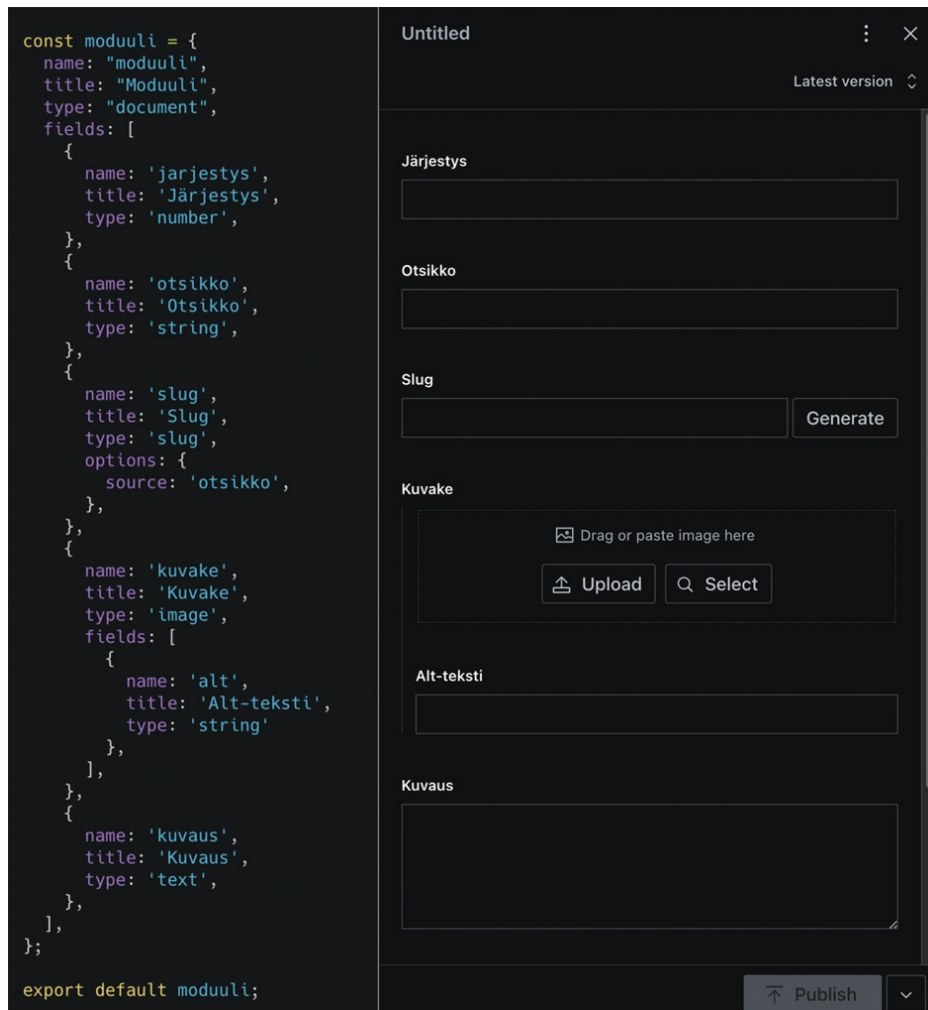 const moduuli = {
  name: "moduuli",
  title: "Moduuli",
  type: "document",
  fields: [
    {
      name: 'jarjestys',
      title: 'Järjestys',
      type: 'number',
    },
    {
      name: 'otsikko',
      title: 'Otsikko',
      type: 'string',
    },
    {
      name: 'slug',
      title: 'Slug',
      type: 'slug',
      options: {
        source: 'otsikko',
      },
    },
    {
      name: 'kuvake',
      title: 'Kuvake',
      type: 'image',
      fields: [
        {
          name: 'alt',
          title: 'Alt-teksti',
          type: 'string'
        },
      ],
    },
    {
      name: 'kuvaus',
      title: 'Kuvaus',
      type: 'text',
    },
  ],
};
export default moduuli;
Untitled
Latest version
Järjestys
Otsikko
Slug
Generate
Kuvake
Drag or paste image here
Upload Select
Alt-teksti
Kuvaus
Publish